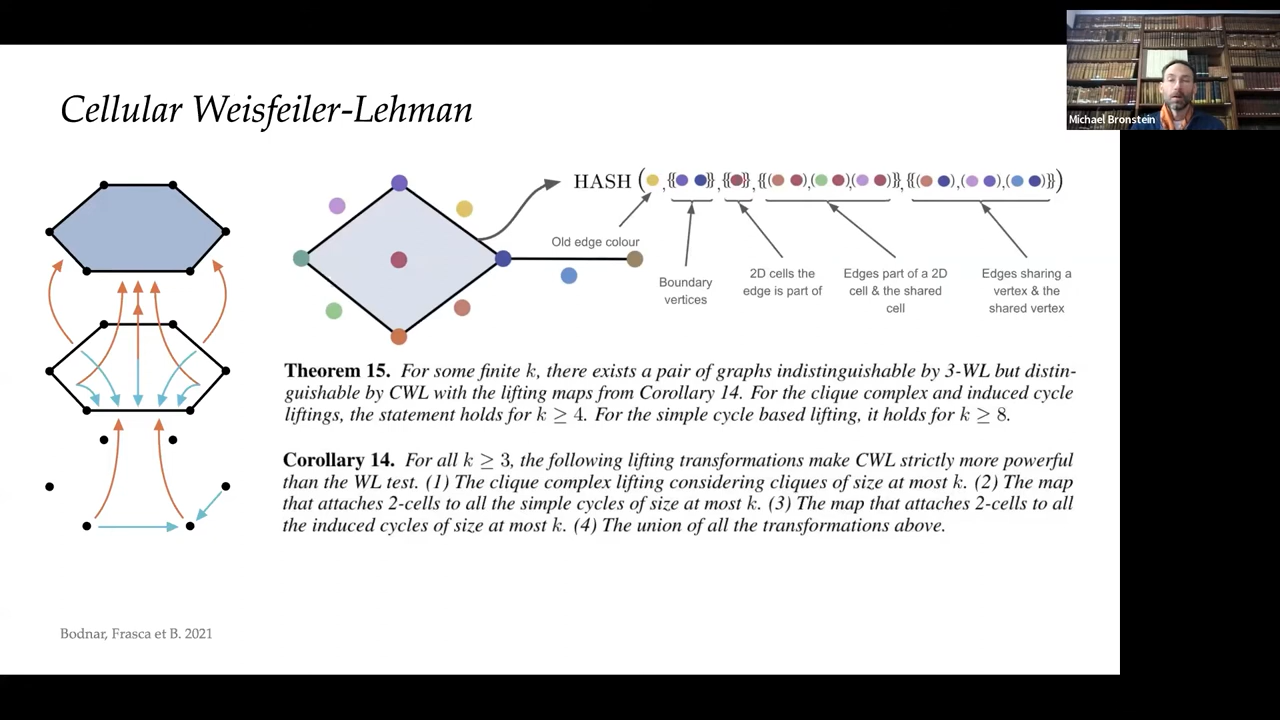 Michael Bronstein
Cellular Weisfeiler-Lehman
HASH ( , {{ }}, {{ }}, {{( ),( ),( )}}, {{( ),( ),( )}})
Old edge colour
Boundary
vertices
2D cells the
edge is part of
Edges part of a 2D
cell & the shared
cell
Edges sharing a
vertex & the
shared vertex
Theorem 15. For some finite k, there exists a pair of graphs indistinguishable by 3-WL but distin-
guishable by CWL with the lifting maps from Corollary 14. For the clique complex and induced cycle
liftings, the statement holds for k ≥ 4. For the simple cycle based lifting, it holds for k ≥ 8.
Corollary 14. For all k ≥ 3, the following lifting transformations make CWL strictly more powerful
than the WL test. (1) The clique complex lifting considering cliques of size at most k. (2) The map
that attaches 2-cells to all the simple cycles of size at most k. (3) The map that attaches 2-cells to all
the induced cycles of size at most k. (4) The union of all the transformations above.
Bodnar, Frasca et B. 2021